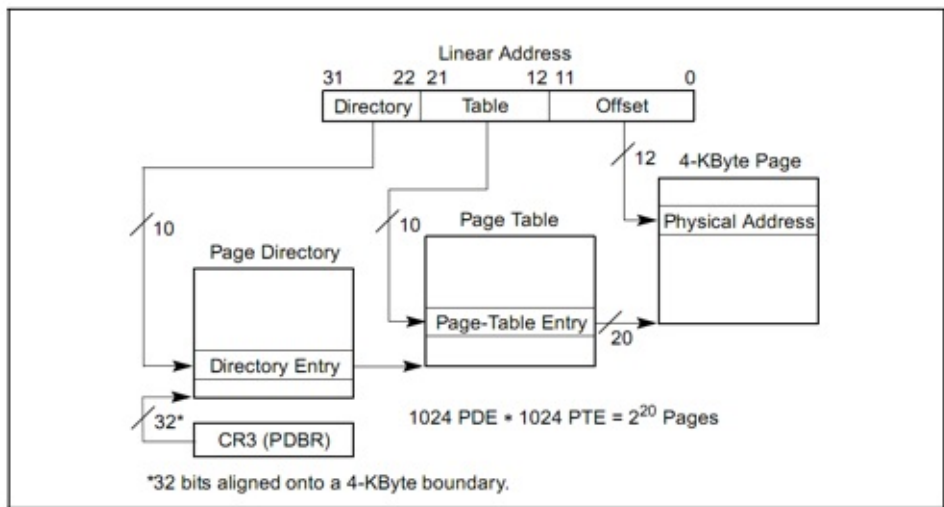 Linear Address
31 22 21 12 11 0
Directory Table Offset
12
4-KByte Page
10
10
Page Table
Physical Address
Page Directory
Page-Table Entry
20
Directory Entry
32*
1024 PDE * 1024 PTE = 2^20 Pages
CR3 (PDBR)
*32 bits aligned onto a 4-KByte boundary.